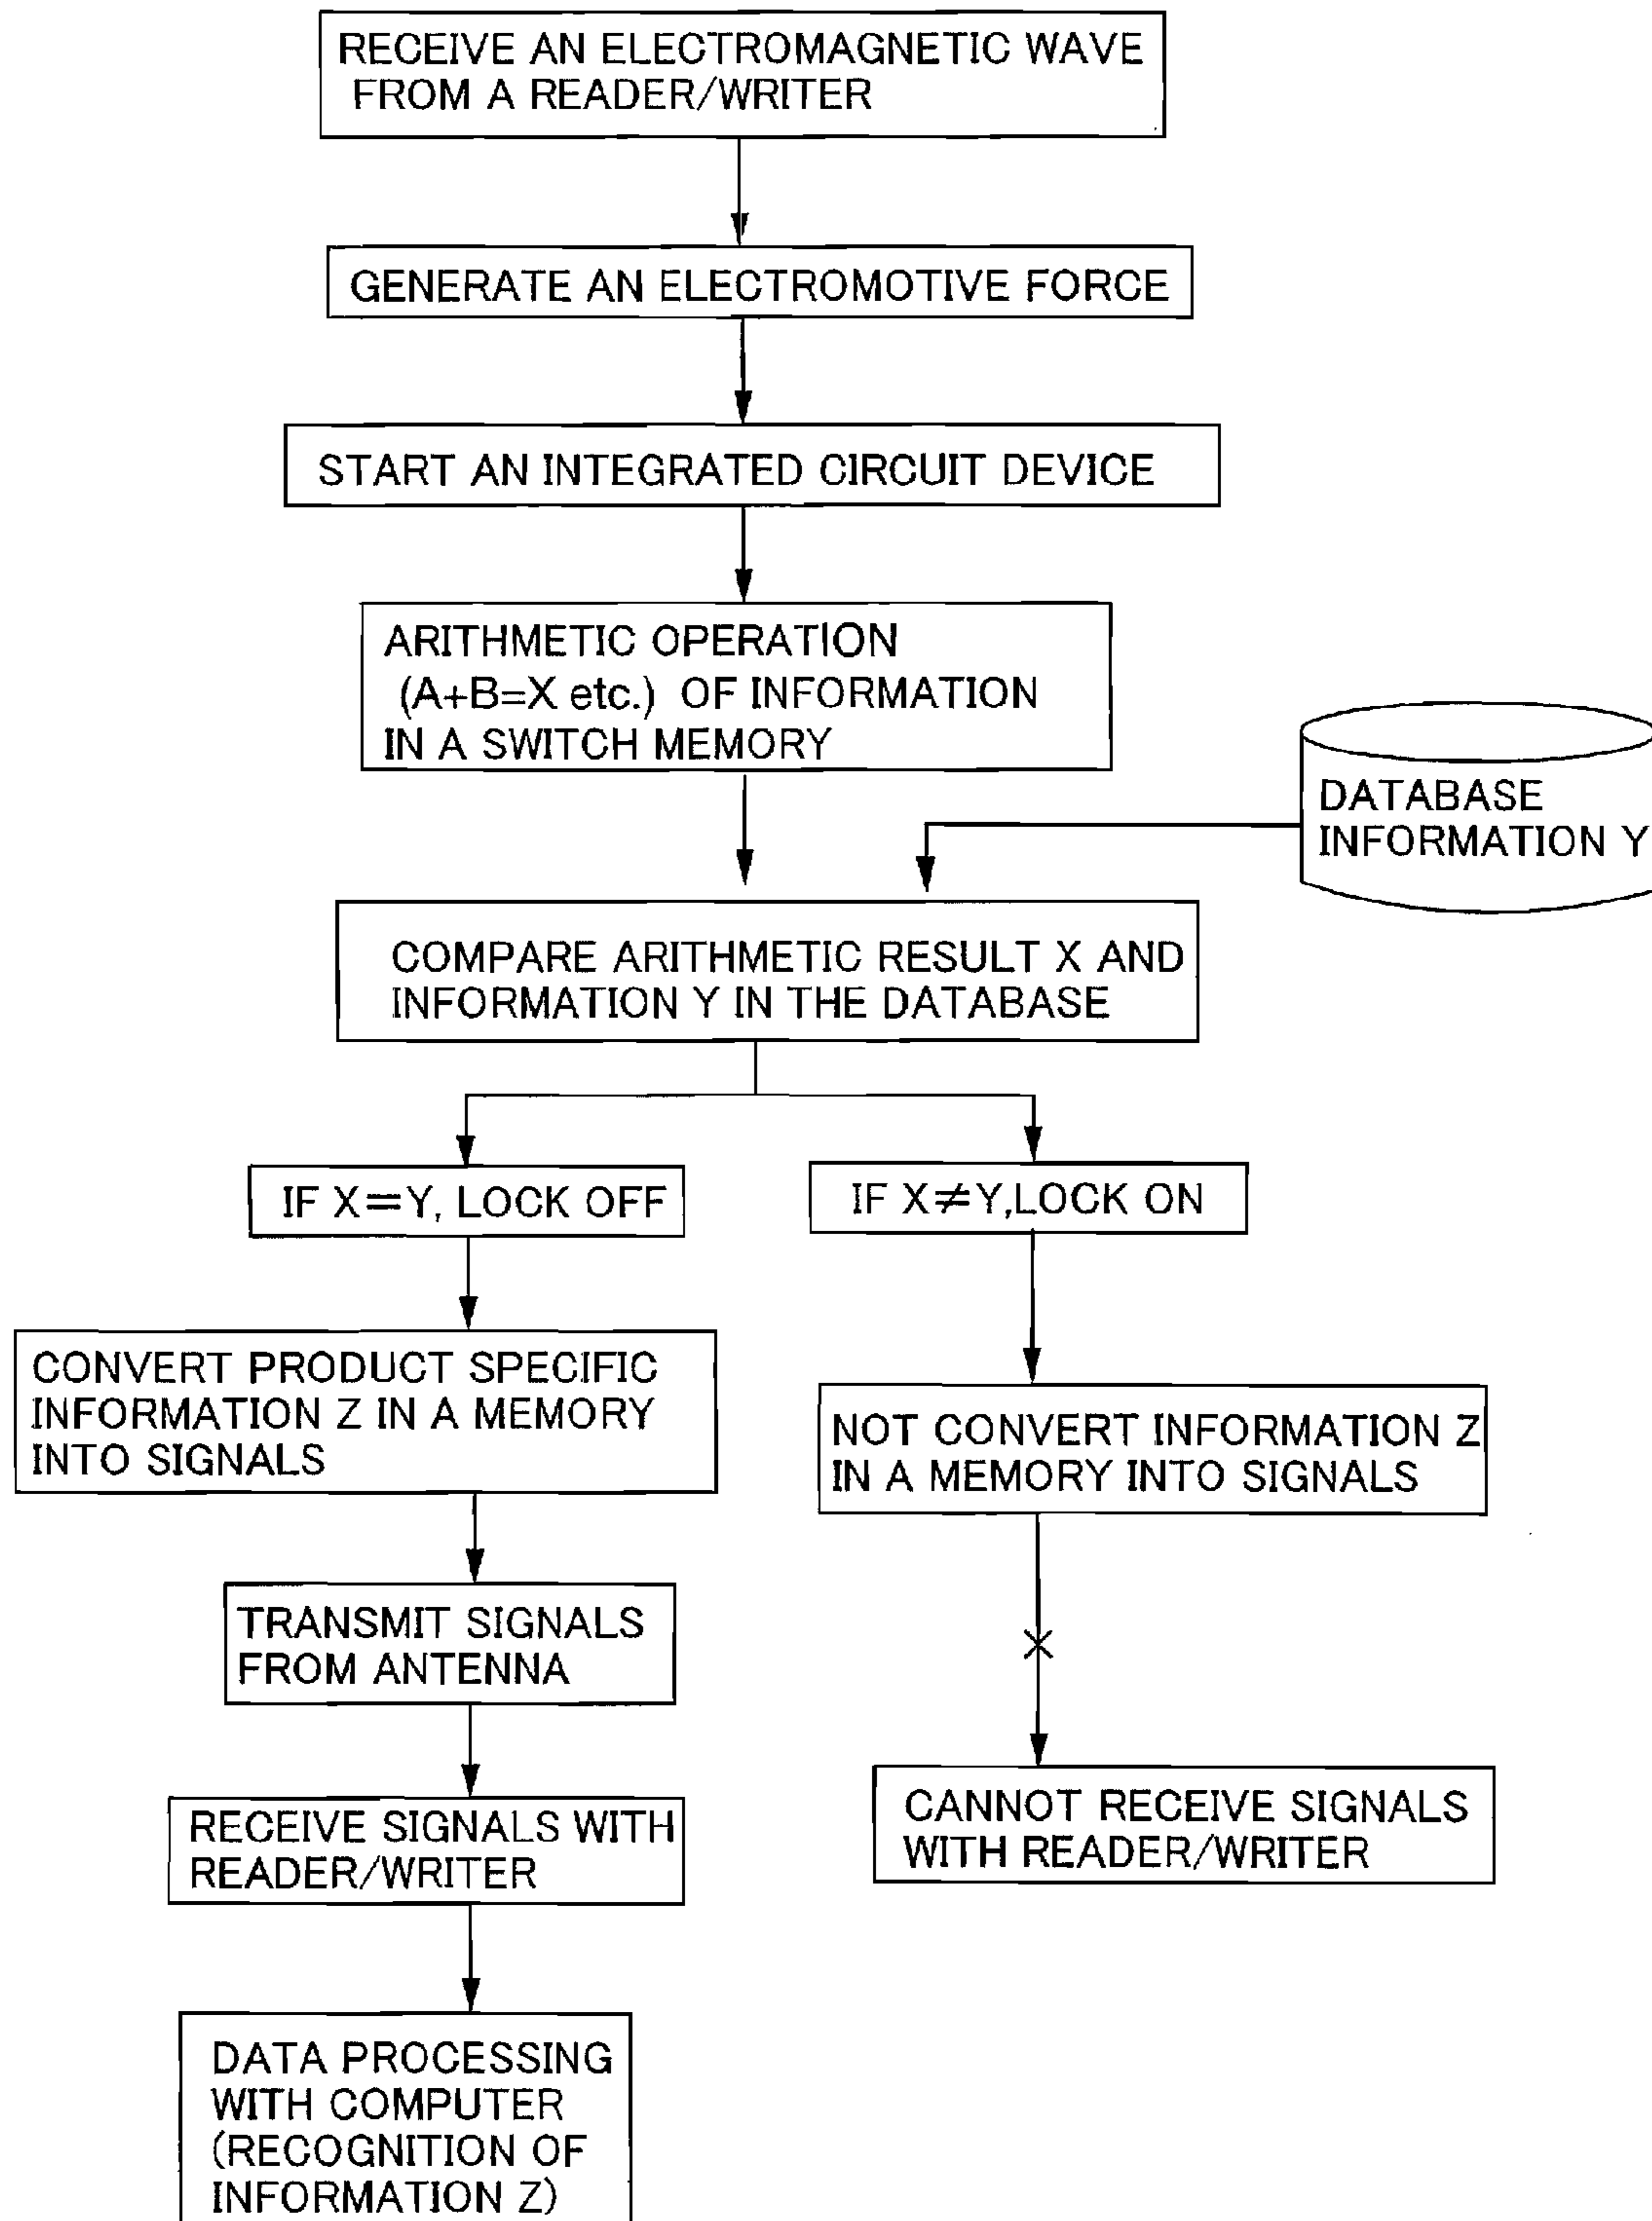 RECEIVE AN ELECTROMAGNETIC WAVE
FROM A READER/WRITER
GENERATE AN ELECTROMOTIVE FORCE
START AN INTEGRATED CIRCUIT DEVICE
ARITHMETIC OPERATION
(A+B=X etc.) OF INFORMATION
IN A SWITCH MEMORY
DATABASE
INFORMATION Y
COMPARE ARITHMETIC RESULT X AND
INFORMATION Y IN THE DATABASE
IF X=Y, LOCK OFF
IF X≠Y,LOCK ON
CONVERT PRODUCT SPECIFIC
INFORMATION Z IN A MEMORY
INTO SIGNALS
NOT CONVERT INFORMATION Z
IN A MEMORY INTO SIGNALS
TRANSMIT SIGNALS
FROM ANTENNA
RECEIVE SIGNALS WITH
READER/WRITER
CANNOT RECEIVE SIGNALS
WITH READER/WRITER
DATA PROCESSING
WITH COMPUTER
(RECOGNITION OF
INFORMATION Z)